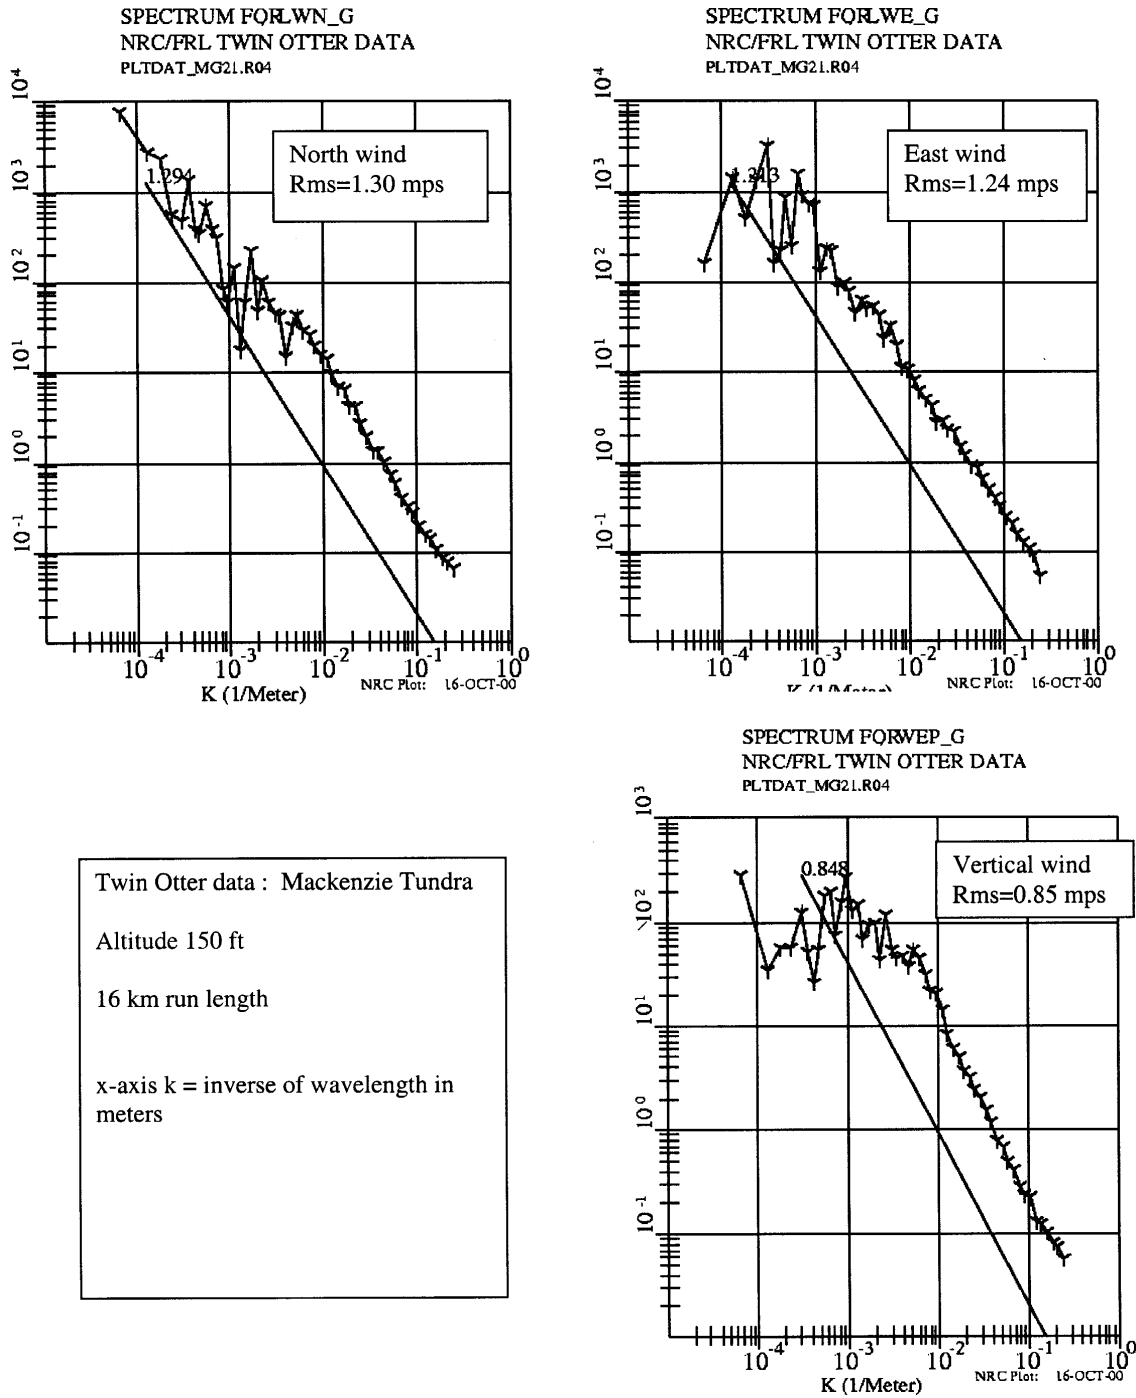 SPECTRUM FORLWN_G
NRC/FRL TWIN OTTER DATA
PLTDAT_MG21.R04
10^4
10^3
10^2
10^1
10^0
10^-1
1.294
North wind
Rms=1.30 mps
10^-4 10^-3 10^-2 10^-1 10^0
K (1/Meter)
NRC Plot: 16-OCT-00
SPECTRUM FORLWE_G
NRC/FRL TWIN OTTER DATA
PLTDAT_MG21.R04
10^4
10^3
10^2
10^1
10^0
10^-1
1.213
East wind
Rms=1.24 mps
10^-4 10^-3 10^-2 10^-1 10^0
K (1/Meter)
NRC Plot: 16-OCT-00
Twin Otter data : Mackenzie Tundra
Altitude 150 ft
16 km run length
x-axis k = inverse of wavelength in
meters
SPECTRUM FORWEP_G
NRC/FRL TWIN OTTER DATA
PLTDAT_MG21.R04
10^3
10^2
10^1
10^0
10^-1
0.848
Vertical wind
Rms=0.85 mps
10^-4 10^-3 10^-2 10^-1 10^0
K (1/Meter)
NRC Plot: 16-OCT-00